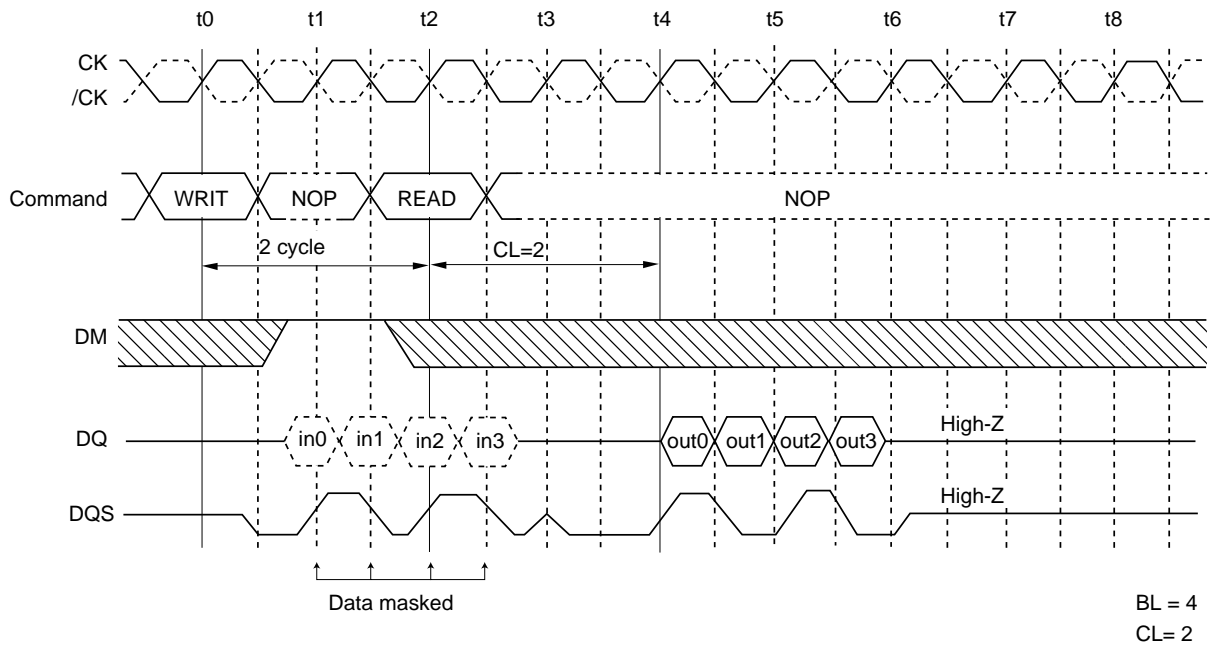 t0 t1 t2 t3 t4 t5 t6 t7 t8
CK
/CK
Command WRIT NOP READ NOP
2 cycle CL=2
DM
DQ in0 in1 in2 in3 out0 out1 out2 out3 High-Z
DQS High-Z
Data masked
BL = 4
CL= 2